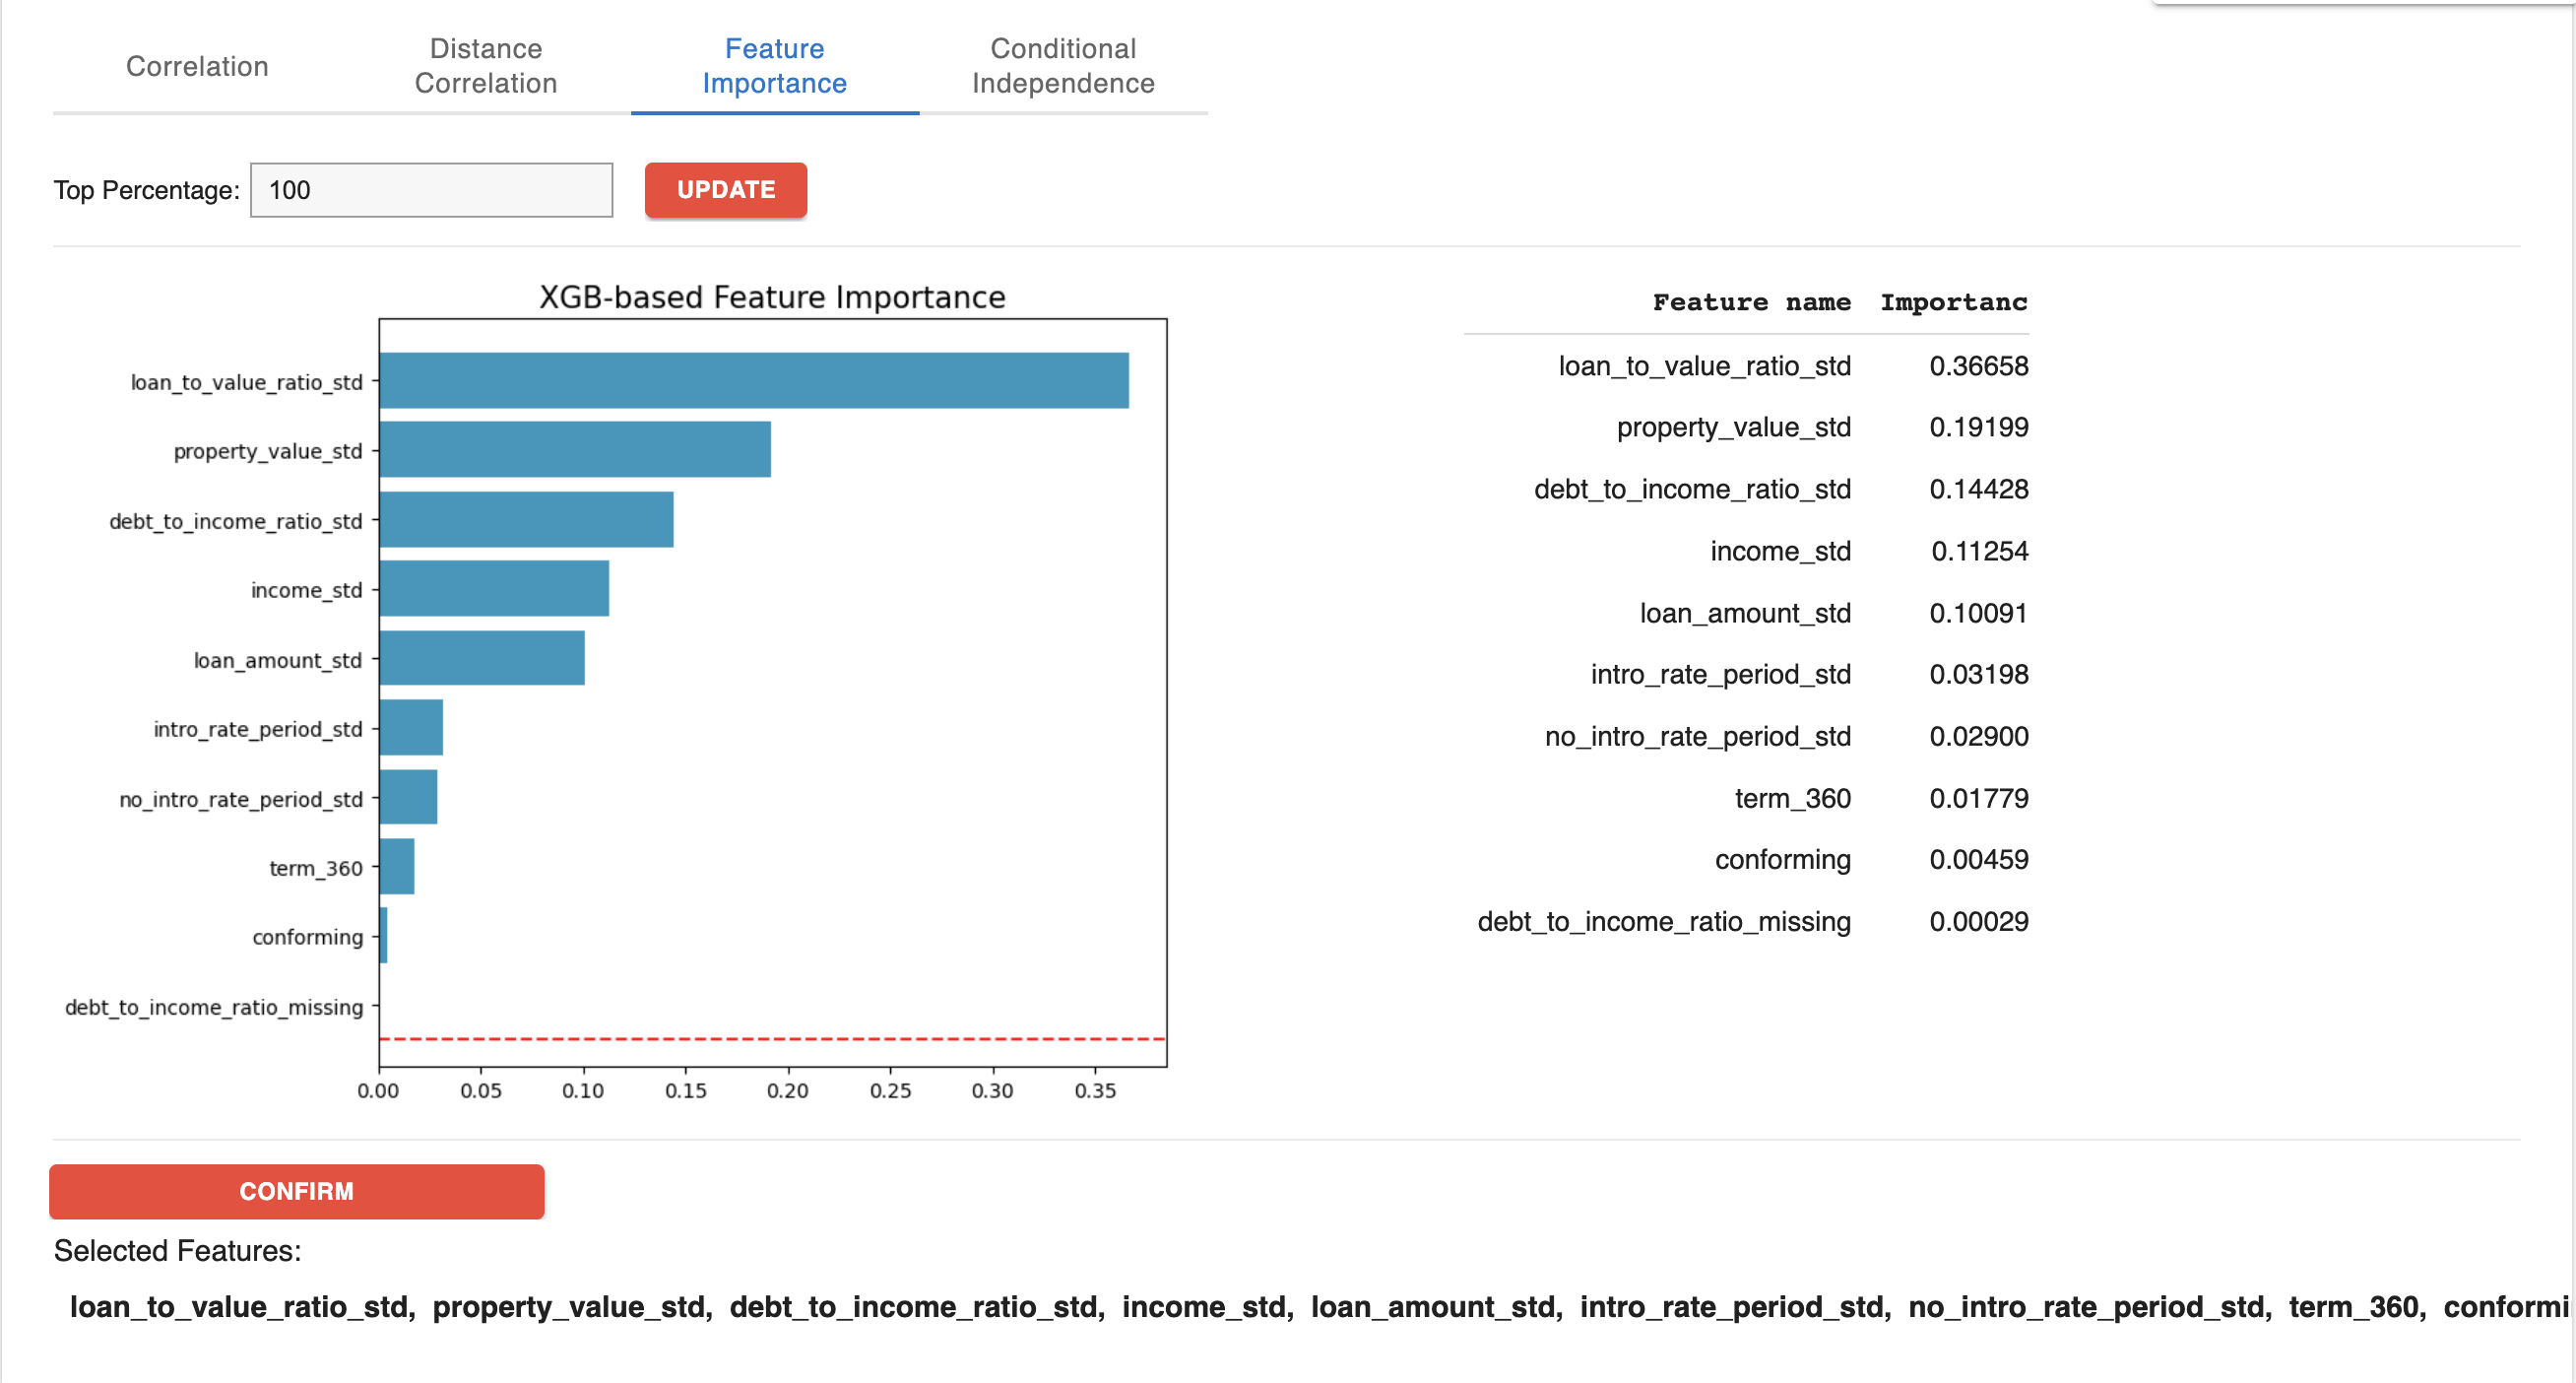 Correlation
Distance
Correlation
Feature
Importance
Conditional
Independence
Top Percentage: 100 UPDATE
XGB-based Feature Importance
loan_to_value_ratio_std
property_value_std
debt_to_income_ratio_std
income_std
loan_amount_std
intro_rate_period_std
no_intro_rate_period_std
term_360
conforming
debt_to_income_ratio_missing
0.00 0.05 0.10 0.15 0.20 0.25 0.30 0.35
Feature name Importanc
loan_to_value_ratio_std 0.36658
property_value_std 0.19199
debt_to_income_ratio_std 0.14428
income_std 0.11254
loan_amount_std 0.10091
intro_rate_period_std 0.03198
no_intro_rate_period_std 0.02900
term_360 0.01779
conforming 0.00459
debt_to_income_ratio_missing 0.00029
CONFIRM
Selected Features:
loan_to_value_ratio_std, property_value_std, debt_to_income_ratio_std, income_std, loan_amount_std, intro_rate_period_std, no_intro_rate_period_std, term_360, conformi